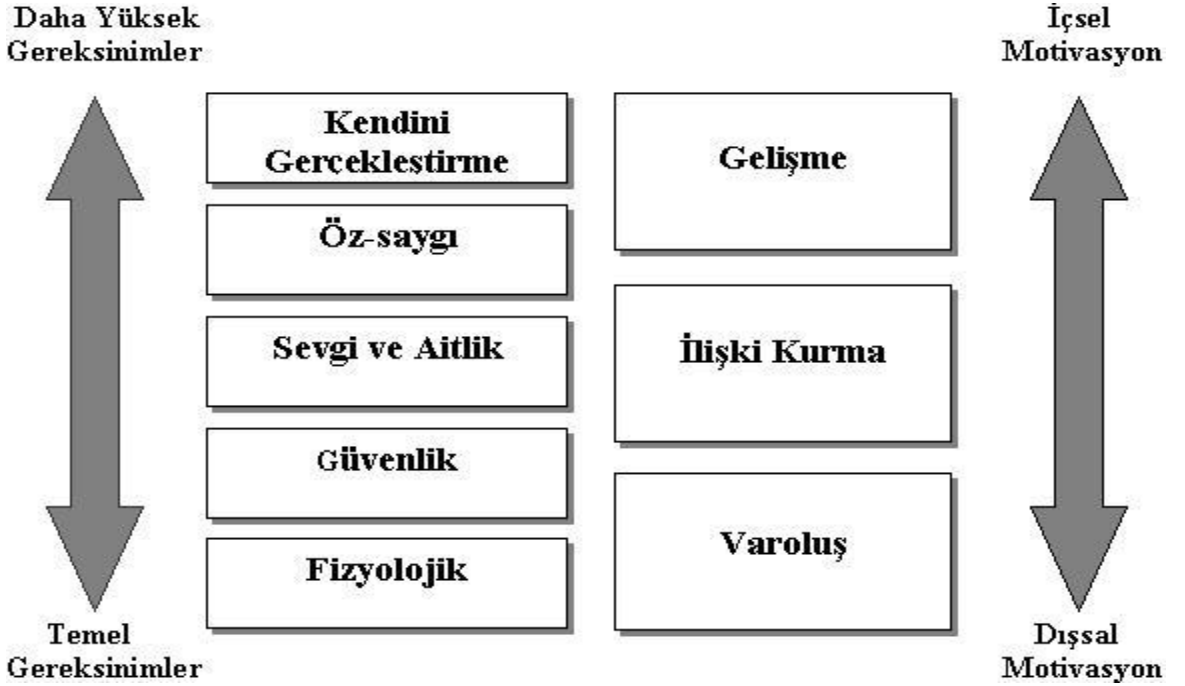 Daha Yüksek
Gereksinimler
İçsel
Motivasyon
Kendini
Gerçekleştirme
Gelişme
Öz-saygı
Sevgi ve Aitlik
İlişki Kurma
Güvenlik
Varoluş
Fizyolojik
Temel
Gereksinimler
Dışsal
Motivasyon